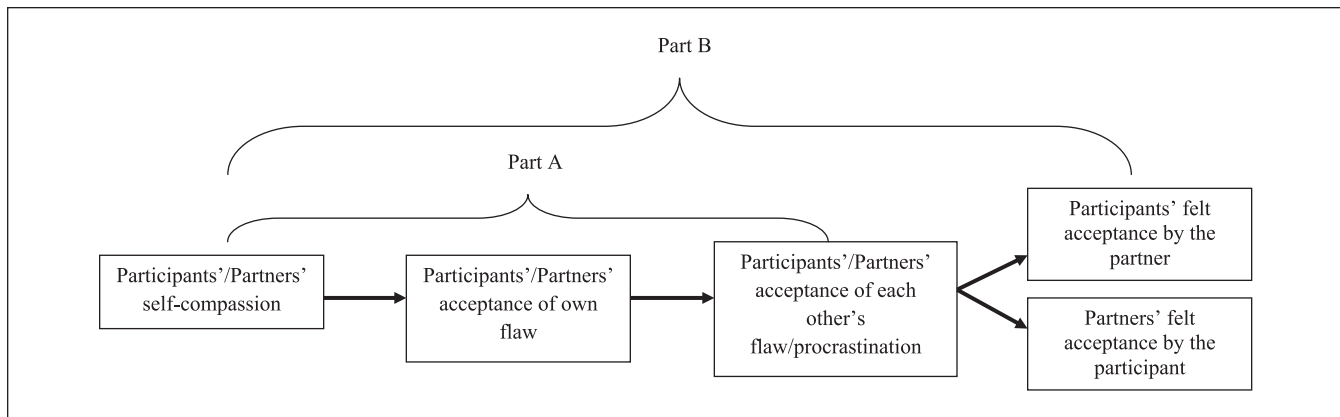 Part B
Part A
Participants'/Partners'
self-compassion
Participants'/Partners'
acceptance of own
flaw
Participants'/Partners'
acceptance of each
other's
flaw/procrastination
Participants' felt
acceptance by the
partner
Partners' felt
acceptance by the
participant